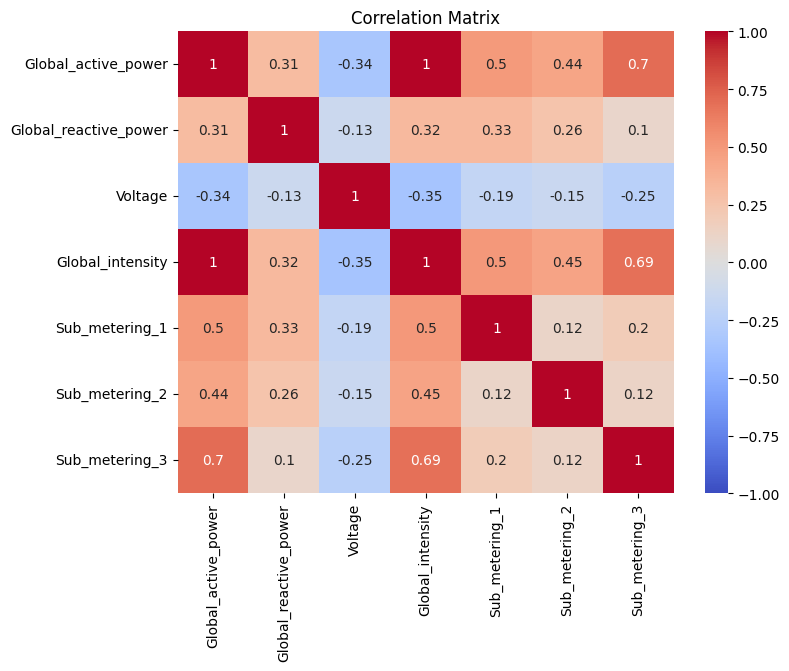 Correlation Matrix
Global_active_power 1 0.31 -0.34 1 0.5 0.44 0.7
Global_reactive_power 0.31 1 -0.13 0.32 0.33 0.26 0.1
Voltage -0.34 -0.13 1 -0.35 -0.19 -0.15 -0.25
Global_intensity 1 0.32 -0.35 1 0.5 0.45 0.69
Sub_metering_1 0.5 0.33 -0.19 0.5 1 0.12 0.2
Sub_metering_2 0.44 0.26 -0.15 0.45 0.12 1 0.12
Sub_metering_3 0.7 0.1 -0.25 0.69 0.2 0.12 1
Global_active_power
Global_reactive_power
Voltage
Global_intensity
Sub_metering_1
Sub_metering_2
Sub_metering_3
1.00
0.75
0.50
0.25
0.00
−0.25
−0.50
−0.75
−1.00